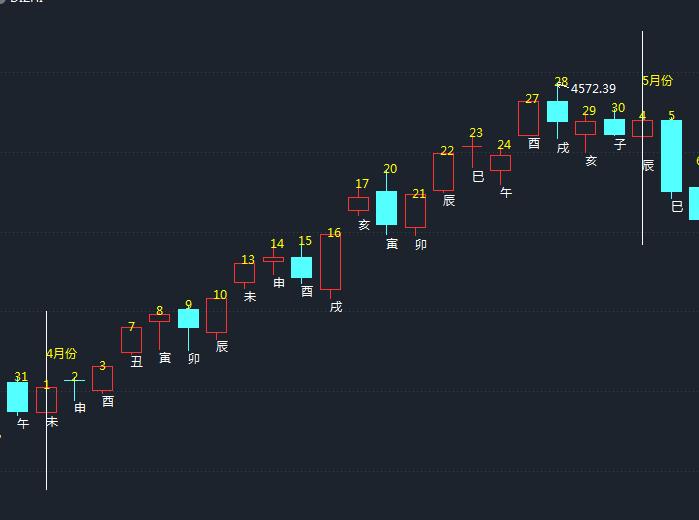 28
4572.39
5月份
27
戌
酉
29
亥
30
子
4
辰
5
巳
23
巳
24
午
22
辰
20
寅
21
卯
17
亥
16
戌
15
酉
14
申
13
未
10
辰
9
卯
8
寅
7
丑
4月份
3
酉
2
申
1
未
31
午